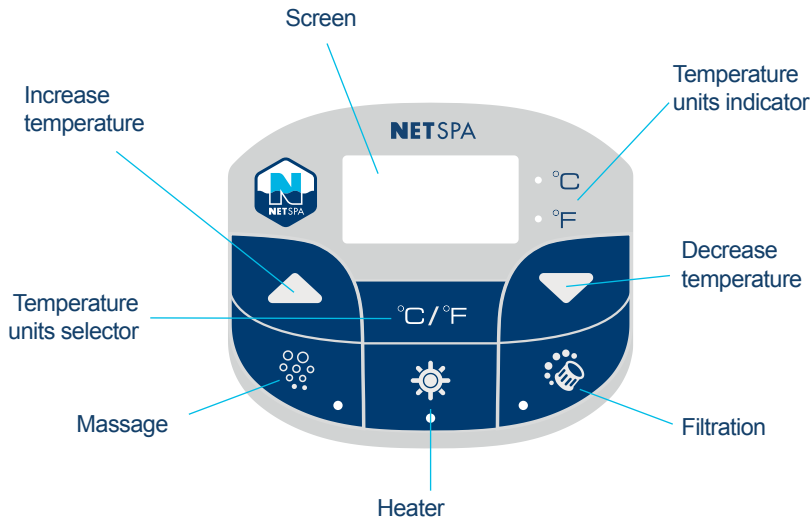 Screen
Temperature
units indicator
Increase
temperature
NETSPA
N
NETSPA
°C
°F
Decrease
temperature
Temperature
units selector
°C/°F
Massage
Filtration
Heater